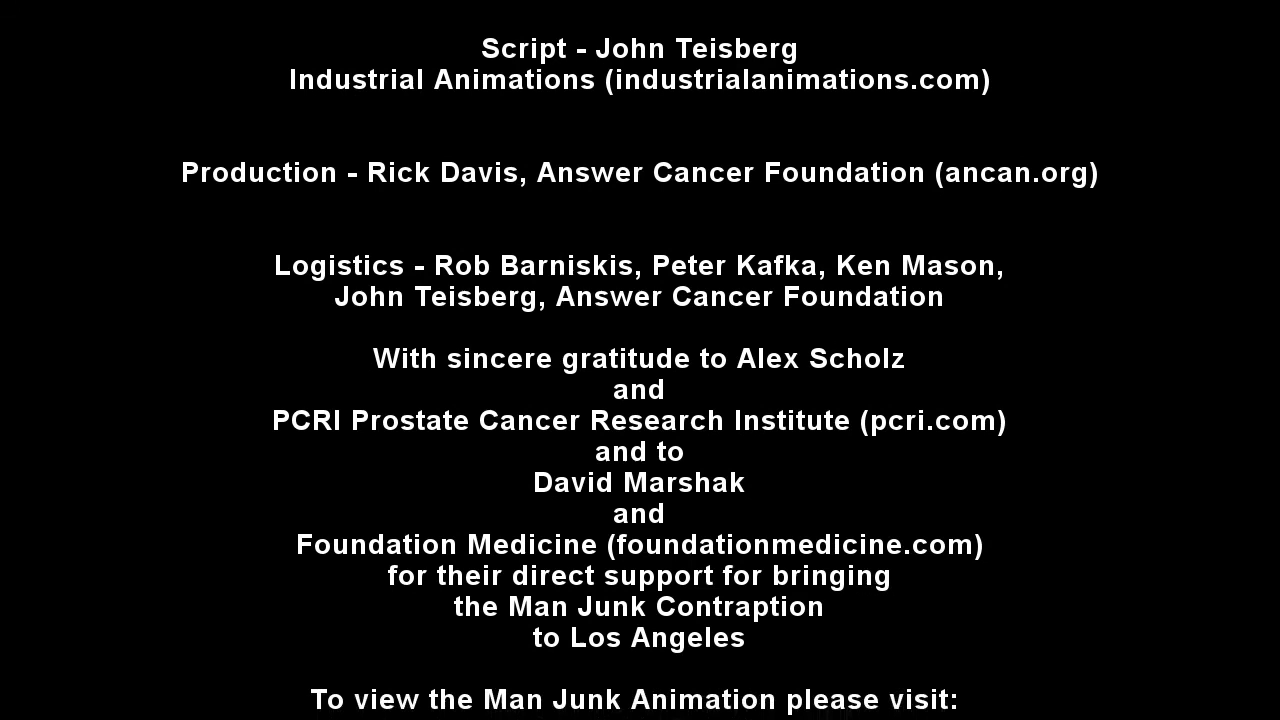 Script - John Teisberg
Industrial Animations (industrialanimations.com)
Production - Rick Davis, Answer Cancer Foundation (ancan.org)
Logistics - Rob Barniskis, Peter Kafka, Ken Mason,
John Teisberg, Answer Cancer Foundation
With sincere gratitude to Alex Scholz
and
PCRI Prostate Cancer Research Institute (pcri.com)
and to
David Marshak
and
Foundation Medicine (foundationmedicine.com)
for their direct support for bringing
the Man Junk Contraption
to Los Angeles
To view the Man Junk Animation please visit: